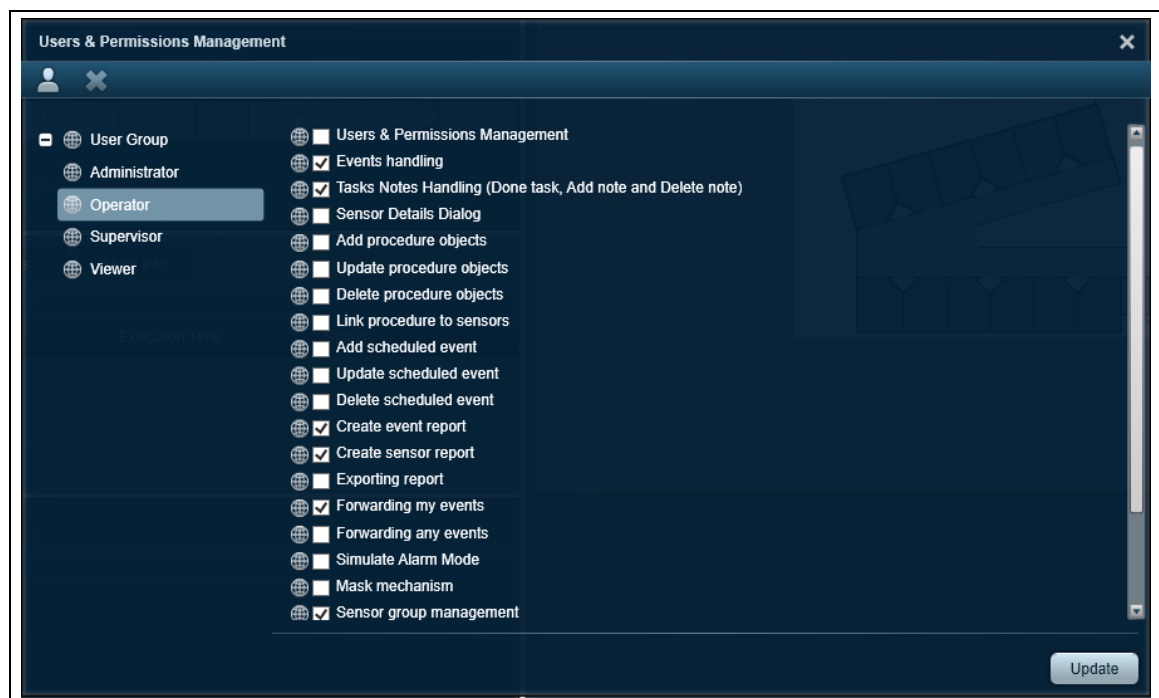 Users & Permissions Management
User Group
Administrator
Operator
Supervisor
Viewer
Execution Time
Users & Permissions Management
Events handling
Tasks Notes Handling (Done task, Add note and Delete note)
Sensor Details Dialog
Add procedure objects
Update procedure objects
Delete procedure objects
Link procedure to sensors
Add scheduled event
Update scheduled event
Delete scheduled event
Create event report
Create sensor report
Exporting report
Forwarding my events
Forwarding any events
Simulate Alarm Mode
Mask mechanism
Sensor group management
Update